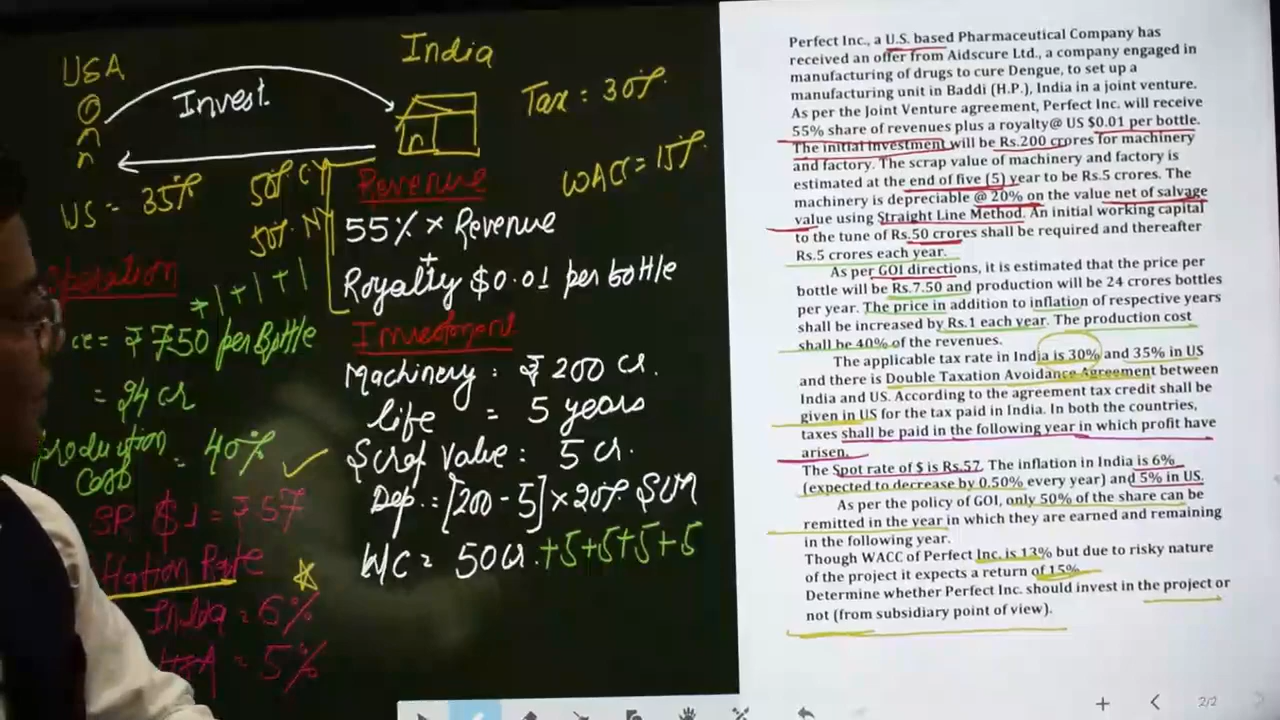 USA
India
Invest
Tax = 30%
US = 35%
50% CY
50% NY
Revenue
WACC = 15%
55% x Revenue
+
Royalty $0.01 per bottle
+1+1+1
= ₹ 7.50 per Bottle
= 24 cr
production
cost = 40%
SR $1 = ₹ 57
Rate
India = 6%
= 5%
Investment
Machinery : ₹ 200 cr.
life = 5 years
Value : 5 cr.
Dep. : [200 - 5] x 20% SLM
W/C = 50 cr. +5+5+5+5
Perfect Inc., a U.S. based Pharmaceutical Company has
received an offer from Aidscure Ltd., a company engaged in
manufacturing of drugs to cure Dengue, to set up a
manufacturing unit in Baddi (H.P.), India in a joint venture.
As per the Joint Venture agreement, Perfect Inc. will receive
55% share of revenues plus a royalty@ US $0.01 per bottle.
The initial investment will be Rs.200 crores for machinery
and factory. The scrap value of machinery and factory is
estimated at the end of five (5) year to be Rs.5 crores. The
machinery is depreciable @ 20% on the value net of salvage
value using Straight Line Method. An initial working capital
to the tune of Rs.50 crores shall be required and thereafter
Rs.5 crores each year.
As per GOI directions, it is estimated that the price per
bottle will be Rs.7.50 and production will be 24 crores bottles
per year. The price in addition to inflation of respective years
shall be increased by Rs.1 each year. The production cost
shall be 40% of the revenues.
The applicable tax rate in India is 30% and 35% in US
and there is Double Taxation Avoidance Agreement between
India and US. According to the agreement tax credit shall be
given in US for the tax paid in India. In both the countries,
taxes shall be paid in the following year in which profit have
arisen.
The Spot rate of $ is Rs.57. The inflation in India is 6%
(expected to decrease by 0.50% every year) and 5% in US.
As per the policy of GOI, only 50% of the share can be
remitted in the year in which they are earned and remaining
in the following year.
Though WACC of Perfect Inc. is 13% but due to risky nature
of the project it expects a return of 15%.
Determine whether Perfect Inc. should invest in the project or
not (from subsidiary point of view).
2/2